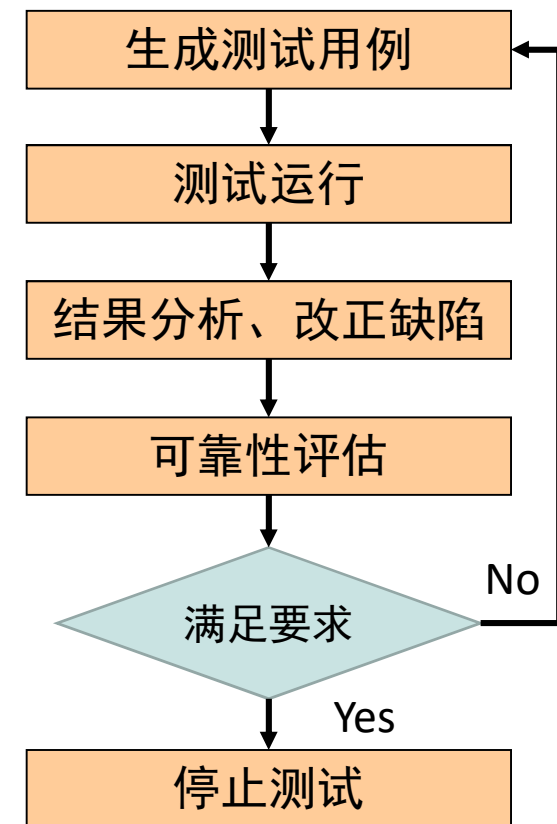 生成测试用例
测试运行
结果分析、改正缺陷
可靠性评估
满足要求
No
Yes
停止测试